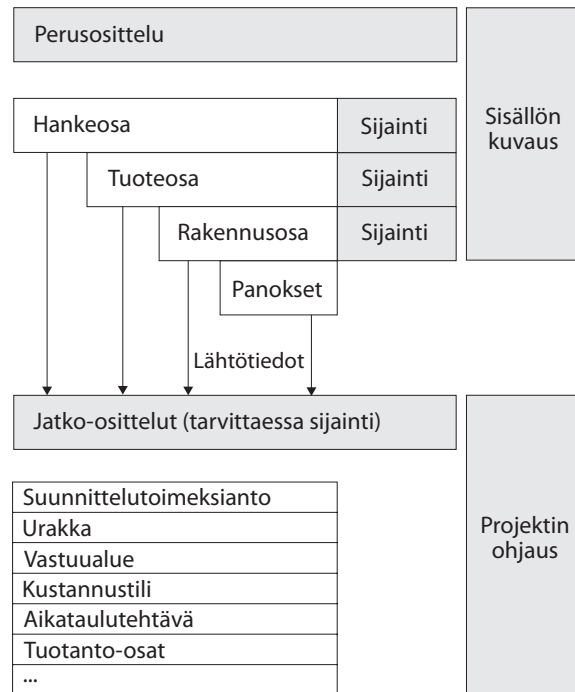 Perusosittelu
Sisällön
kuvaus
Hankeosa Sijainti
Tuoteosa Sijainti
Rakennusosa Sijainti
Panokset
Lähtötiedot
Jatko-osittelut (tarvittaessa sijainti)
Projektin
ohjaus
Suunnittelutoimeksianto
Urakka
Vastuualue
Kustannustili
Aikataulutehtävä
Tuotanto-osat
...